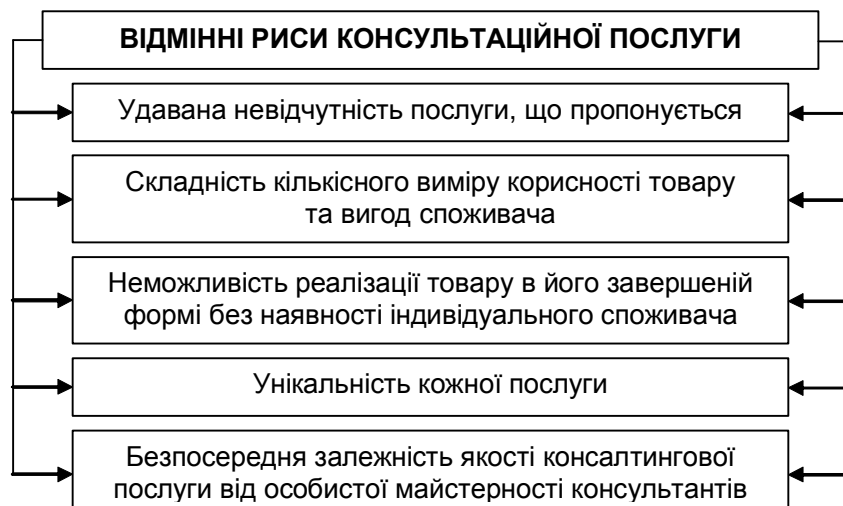 ВІДМІННІ РИСИ КОНСУЛЬТАЦІЙНОЇ ПОСЛУГИ
Удавана невідчутність послуги, що пропонується
Складність кількісного виміру корисності товару
та вигод споживача
Неможливість реалізації товару в його завершеній
формі без наявності індивідуального споживача
Унікальність кожної послуги
Безпосередня залежність якості консалтингової
послуги від особистої майстерності консультантів